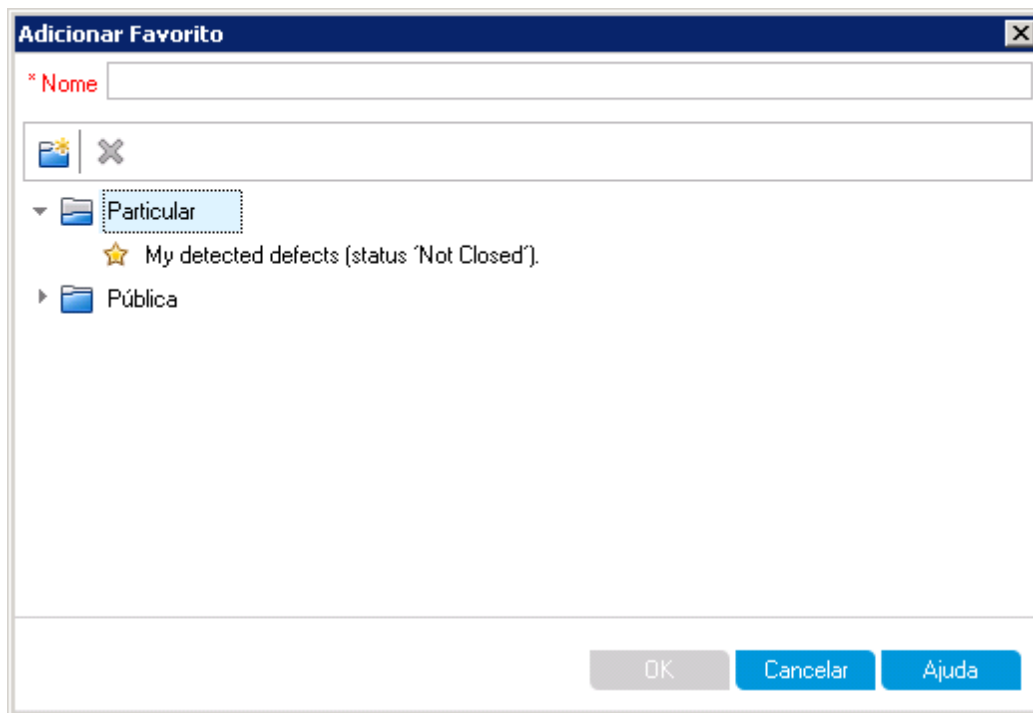 Adicionar Favorito
* Nome
Particular
My detected defects (status ´Not Closed´).
Pública
OK Cancelar Ajuda